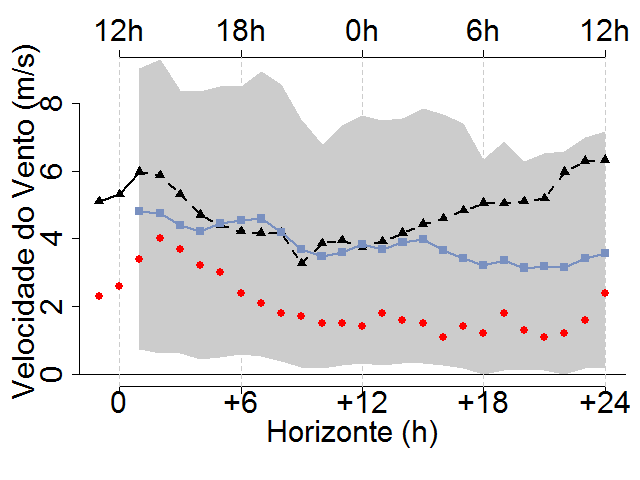 12h 18h 0h 6h 12h
Velocidade do Vento (m/s)
8
6
4
2
0
0 +6 +12 +18 +24
Horizonte (h)